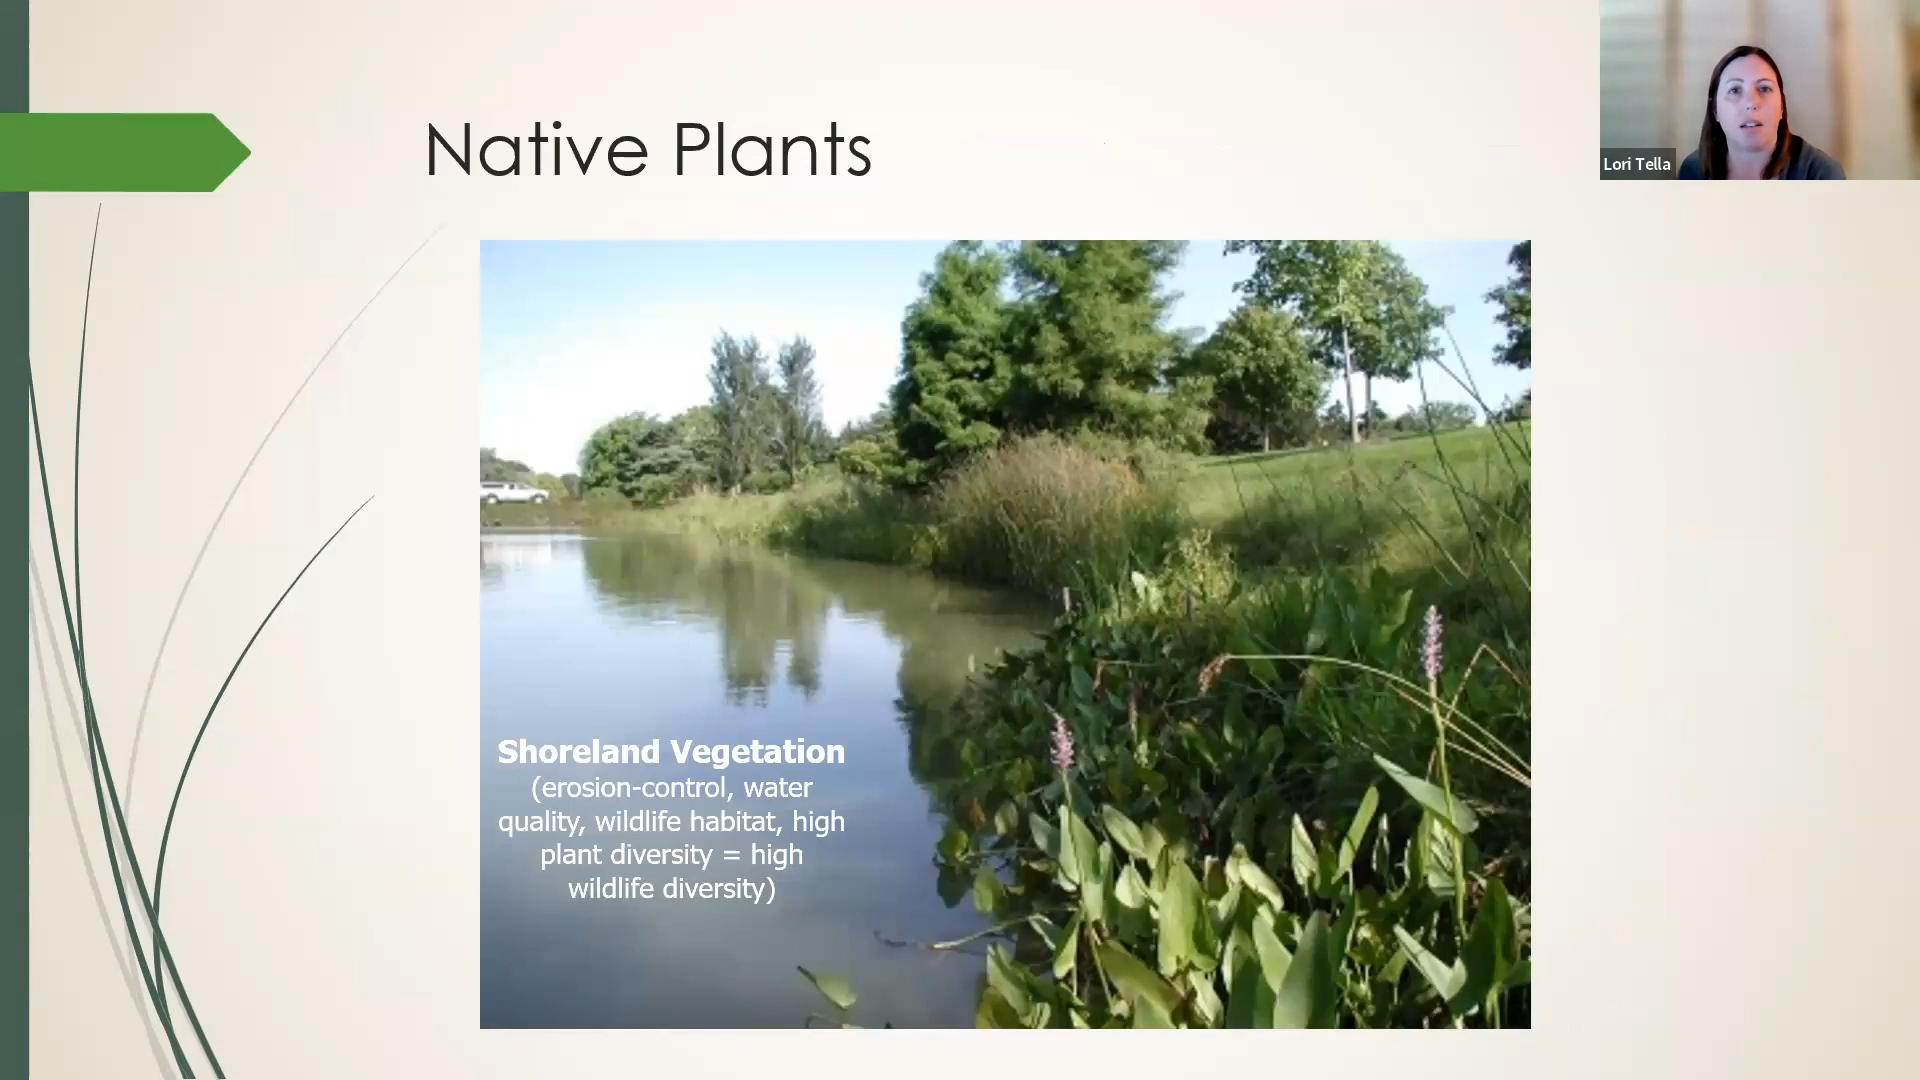 Native Plants
Lori Tella
Shoreland Vegetation
(erosion-control, water
quality, wildlife habitat, high
plant diversity = high
wildlife diversity)